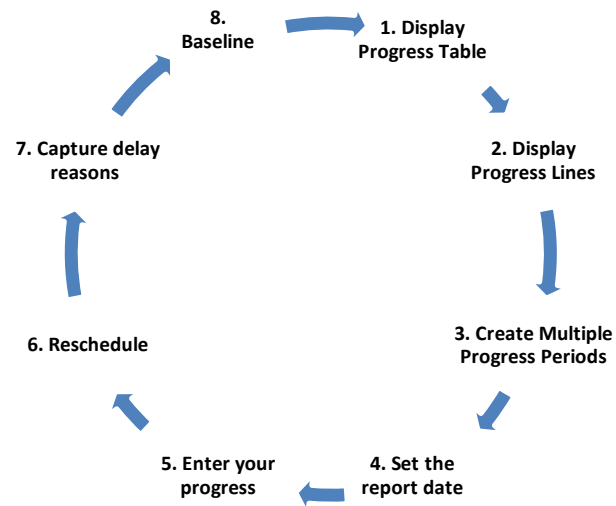 8.
Baseline
1. Display
Progress Table
2. Display
Progress Lines
3. Create Multiple
Progress Periods
4. Set the
report date
5. Enter your
progress
6. Reschedule
7. Capture delay
reasons